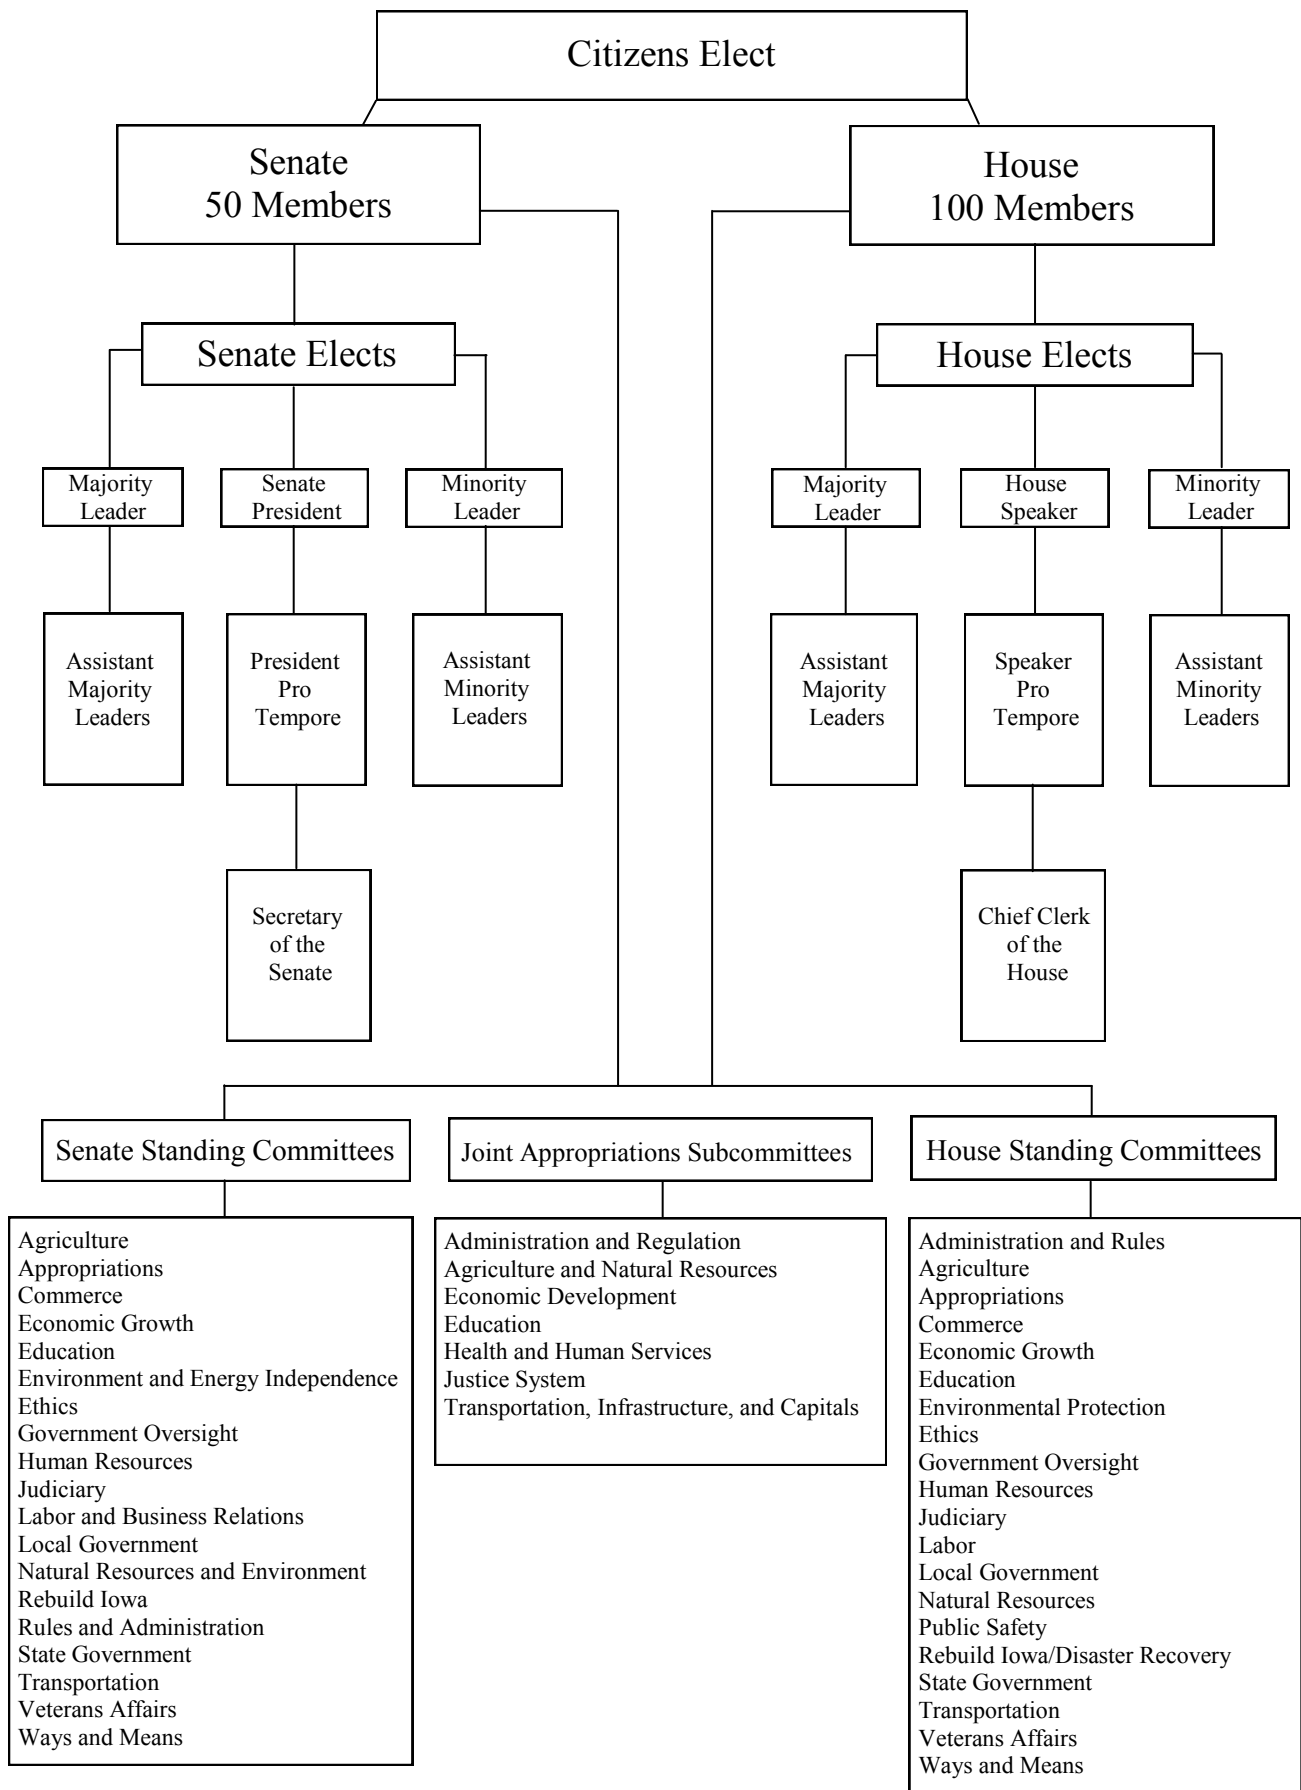 Citizens Elect
Senate
50 Members
House
100 Members
Senate Elects
House Elects
Majority
Leader
Senate
President
Minority
Leader
Majority
Leader
House
Speaker
Minority
Leader
Assistant
Majority
Leaders
President
Pro
Tempore
Assistant
Minority
Leaders
Assistant
Majority
Leaders
Speaker
Pro
Tempore
Assistant
Minority
Leaders
Secretary
of the
Senate
Chief Clerk
of the
House
Senate Standing Committees
Joint Appropriations Subcommittees
House Standing Committees
Agriculture
Appropriations
Commerce
Economic Growth
Education
Environment and Energy Independence
Ethics
Government Oversight
Human Resources
Judiciary
Labor and Business Relations
Local Government
Natural Resources and Environment
Rebuild Iowa
Rules and Administration
State Government
Transportation
Veterans Affairs
Ways and Means
Administration and Regulation
Agriculture and Natural Resources
Economic Development
Education
Health and Human Services
Justice System
Transportation, Infrastructure, and Capitals
Administration and Rules
Agriculture
Appropriations
Commerce
Economic Growth
Education
Environmental Protection
Ethics
Government Oversight
Human Resources
Judiciary
Labor
Local Government
Natural Resources
Public Safety
Rebuild Iowa/Disaster Recovery
State Government
Transportation
Veterans Affairs
Ways and Means